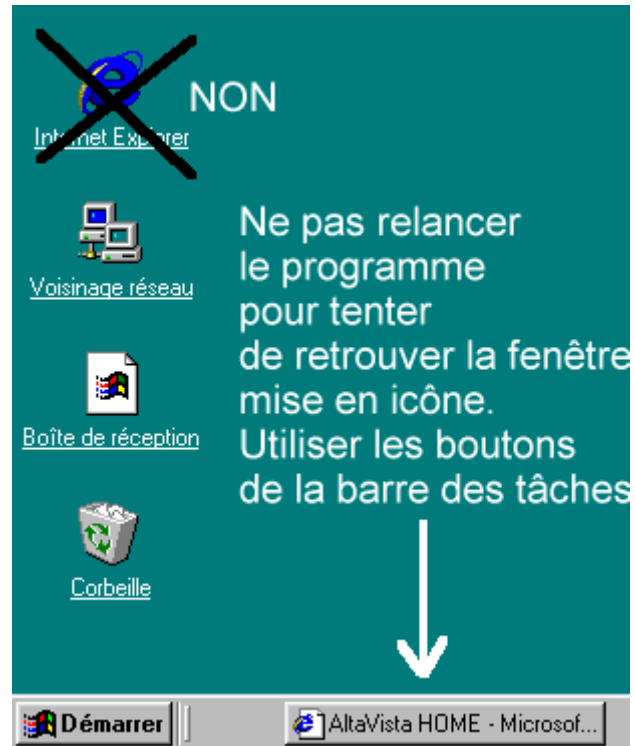 NON
Internet Explorer
Ne pas relancer
le programme
Voisinage réseau
pour tenter
de retrouver la fenêtre
mise en icône.
Boîte de réception
Utiliser les boutons
de la barre des tâches
Corbeille
Démarrer
AltaVista HOME - Microsof...